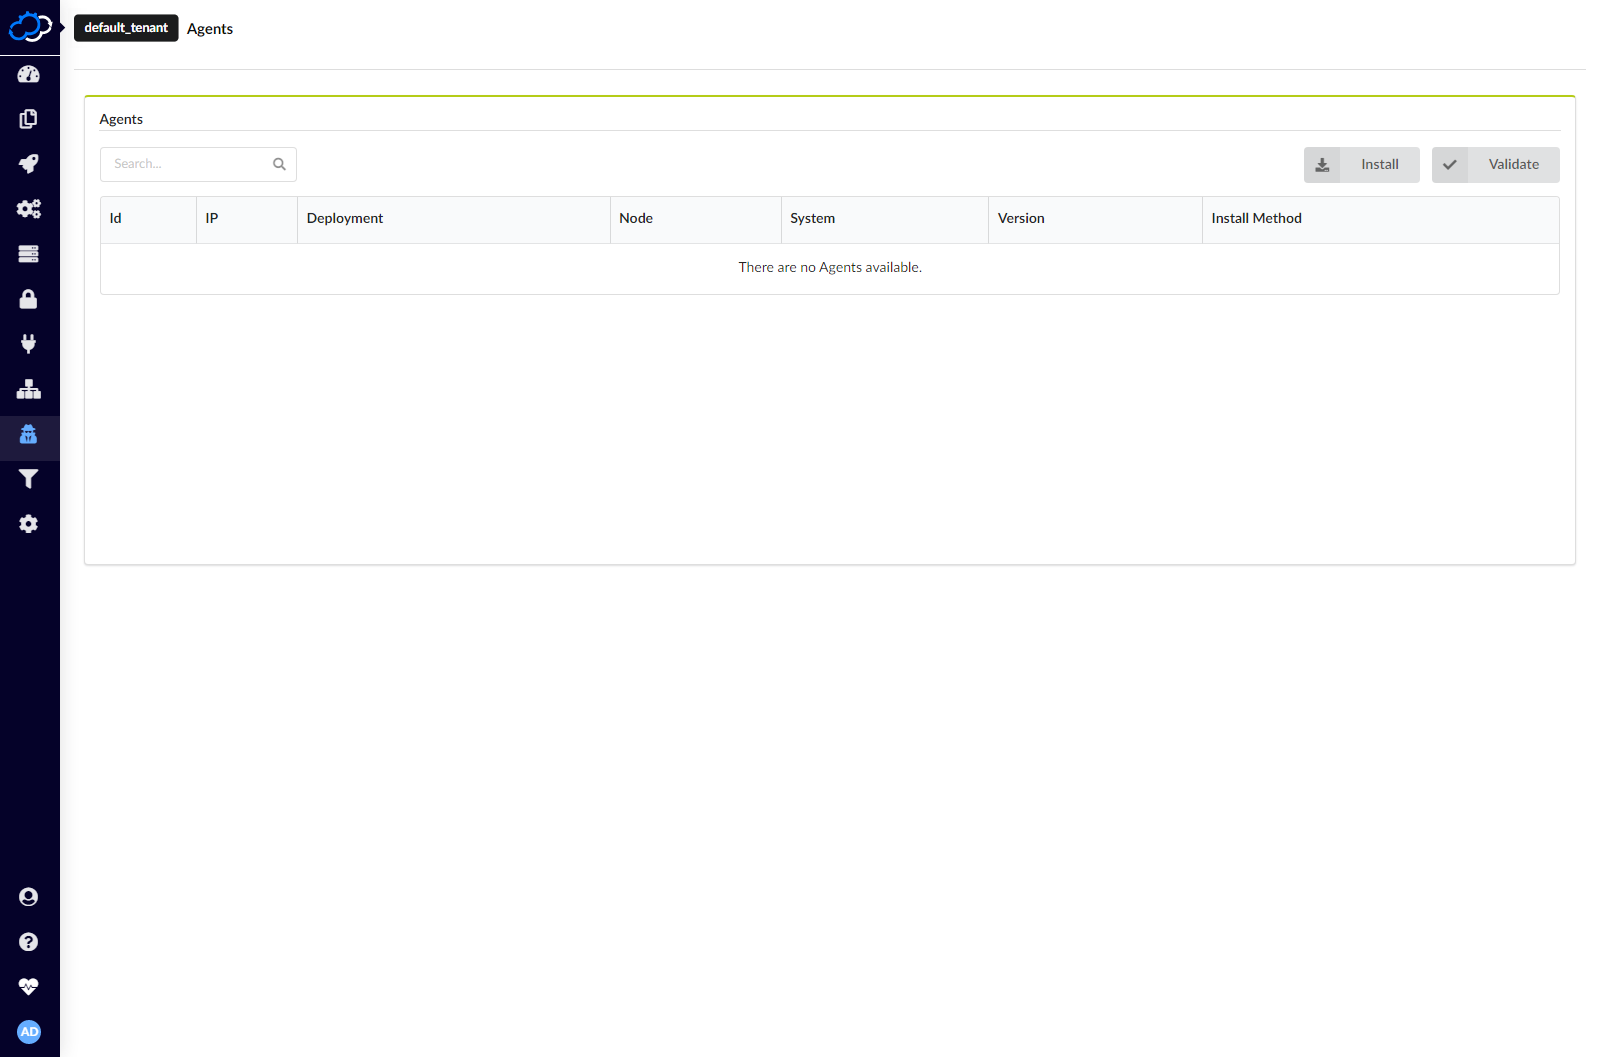 default_tenant Agents
Agents
Search...
Install Validate
Id IP Deployment Node System Version Install Method
There are no Agents available.
?
AD